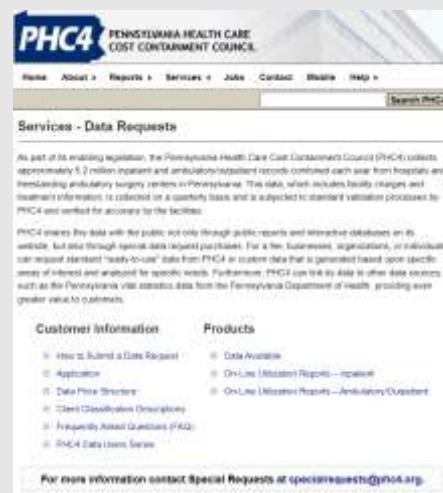 PHC4 PENNSYLVANIA HEALTH CARE
COST CONTAINMENT COUNCIL
Home About Reports Services Jobs Contact Mobile Help
Search PHC4
Services - Data Requests
As part of its enabling legislation, the Pennsylvania Health Care Cost Containment Council (PHC4) collects
approximately 5.2 million inpatient and ambulatory/outpatient records combined each year from hospitals and
freestanding ambulatory surgery centers in Pennsylvania. This data, which includes facility charges and
treatment information, is collected on a quarterly basis and is subjected to standard validation processes by
PHC4 and verified for accuracy by the facilities.
PHC4 shares this data with the public not only through public reports and interactive databases on its
website, but also through special data request purchases. For a fee, businesses, organizations, or individuals
can request standard "ready-to-use" data from PHC4 or custom data that is generated based upon specific
areas of interest and analyzed for specific needs. Furthermore, PHC4 can link its data to other data sources,
such as the Pennsylvania vital statistics data from the Pennsylvania Department of Health, providing even
greater value to customers.
Customer Information Products
How to Submit a Data Request
Data Available
Application
On-Line Utilization Reports – Inpatient
Data Price Structure
On-Line Utilization Reports – Ambulatory/Outpatient
Client Classification Descriptions
Frequently Asked Questions (FAQ)
PHC4 Data Users Series
For more information contact Special Requests at specialrequests@phc4.org.